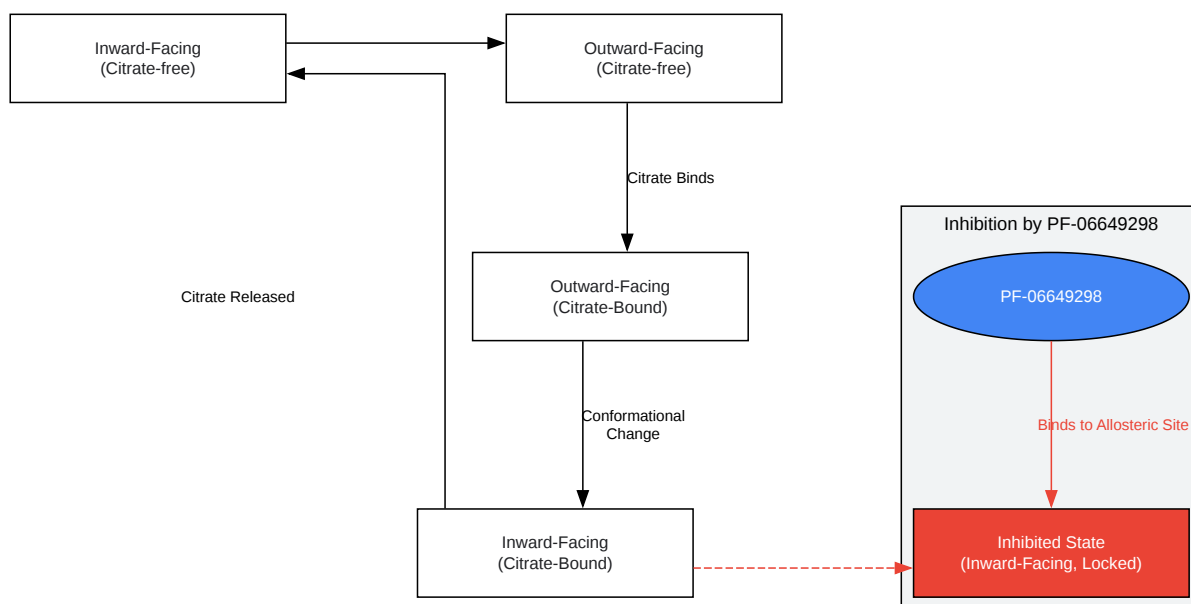 Inward-Facing
(Citrate-free)
Outward-Facing
(Citrate-free)
Citrate Binds
Inhibition by PF-06649298
Outward-Facing
(Citrate-Bound)
Citrate Released
PF-06649298
Conformational
Change
Binds to Allosteric Site
Inward-Facing
(Citrate-Bound)
Inhibited State
(Inward-Facing, Locked)